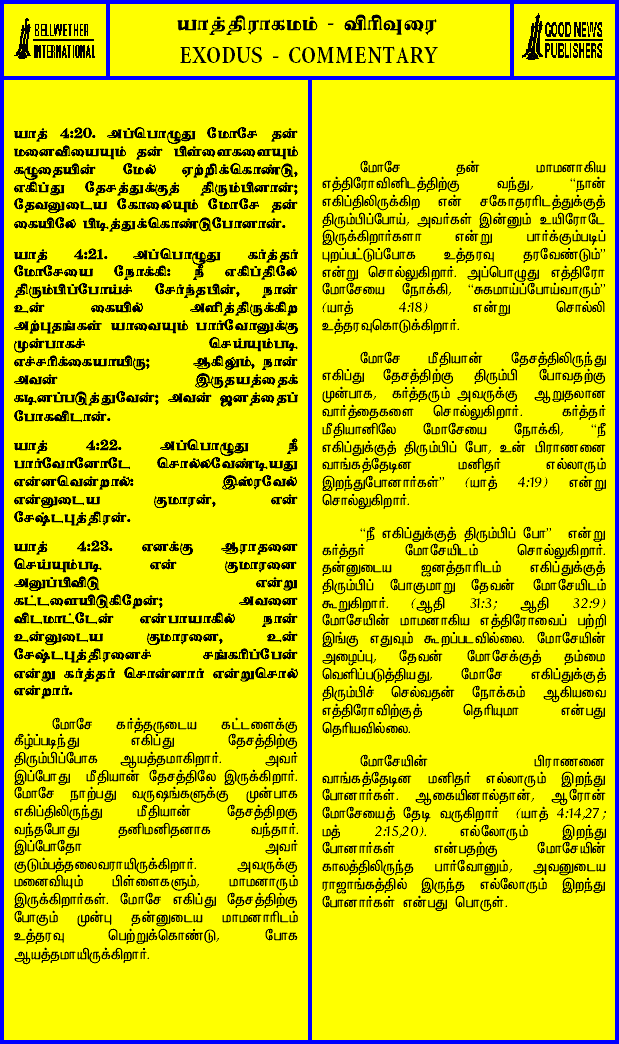 BELLWETHER
INTERNATIONAL
யாத்திராகமம் - விரிவுரை
EXODUS - COMMENTARY
GOOD NEWS
PUBLISHERS
யாத் 4:20. அப்பொழுது மோசே தன்
மனைவியையும் தன் பிள்ளைகளையும்
கழுதையின் மேல் ஏற்றிக்கொண்டு,
எகிப்து தேசத்துக்குத் திரும்பினான்;
தேவனுடைய கோலையும் மோசே தன்
கையிலே பிடித்துக்கொண்டுபோனான்.
யாத் 4:21. அப்பொழுது கர்த்தர்
மோசேயை நோக்கி: நீ எகிப்திலே
திரும்பிப்போய்ச் சேர்ந்தபின், நான்
உன் கையில் அளித்திருக்கிற
அற்புதங்கள் யாவையும் பார்வோனுக்கு
முன்பாகச் செய்யும்படி
எச்சரிக்கையாயிரு; ஆகிலும், நான்
அவன் இருதயத்தைக்
கடினப்படுத்துவேன்; அவன் ஜனத்தைப்
போகவிடான்.
யாத் 4:22. அப்பொழுது நீ
பார்வோனோடே சொல்லவேண்டியது
என்னவென்றால்: இஸ்ரவேல்
என்னுடைய குமாரன், என்
சேஷ்டபுத்திரன்.
யாத் 4:23. எனக்கு ஆராதனை
செய்யும்படி என் குமாரனை
அனுப்பிவிடு என்று
கட்டளையிடுகிறேன்; அவனை
விடமாட்டேன் என்பாயாகில் நான்
உன்னுடைய குமாரனை, உன்
சேஷ்டபுத்திரனைச் சங்கரிப்பேன்
என்று கர்த்தர் சொன்னார் என்றுசொல்
என்றார்.
மோசே கர்த்தருடைய கட்டளைக்கு
கீழ்ப்படிந்து எகிப்து தேசத்திற்கு
திரும்பிப்போக ஆயத்தமாகிறார். அவர்
இப்போது மீதியான் தேசத்திலே இருக்கிறார்.
மோசே நாற்பது வருஷங்களுக்கு முன்பாக
எகிப்திலிருந்து மீதியான் தேசத்திறகு
வந்தபோது தனிமனிதனாக வந்தார்.
இப்போதோ அவர்
குடும்பத்தலைவராயிருக்கிறார். அவருக்கு
மனைவியும் பிள்ளைகளும், மாமனாரும்
இருக்கிறார்கள். மோசே எகிப்து தேசத்திற்கு
போகும் முன்பு தன்னுடைய மாமனாரிடம்
உத்தரவு பெற்றுக்கொண்டு, போக
ஆயத்தமாயிருக்கிறார்.
மோசே தன் மாமனாகிய
எத்திரோவினிடத்திற்கு வந்து, “நான்
எகிப்திலிருக்கிற என் சகோதரரிடத்துக்குத்
திரும்பிப்போய், அவர்கள் இன்னும் உயிரோடே
இருக்கிறார்களா என்று பார்க்கும்படிப்
புறப்பட்டுப்போக உத்தரவு தரவேண்டும்”
என்று சொல்லுகிறார். அப்பொழுது எத்திரோ
மோசேயை நோக்கி, “சுகமாய்ப்போய்வாரும்”
(யாத் 4:18) என்று சொல்லி
உத்தரவுகொடுக்கிறார்.
மோசே மீதியான் தேசத்திலிருந்து
எகிப்து தேசத்திற்கு திரும்பி போவதற்கு
முன்பாக, கர்த்தரும் அவருக்கு ஆறுதலான
வார்த்தைகளை சொல்லுகிறார். கர்த்தர்
மீதியானிலே மோசேயை நோக்கி, “நீ
எகிப்துக்குத் திரும்பிப் போ, உன் பிராணனை
வாங்கத்தேடின மனிதர் எல்லாரும்
இறந்துபோனார்கள்” (யாத் 4:19) என்று
சொல்லுகிறார்.
“நீ எகிப்துக்குத் திரும்பிப் போ” என்று
கர்த்தர் மோசேயிடம் சொல்லுகிறார்.
தன்னுடைய ஜனத்தாரிடம் எகிப்துக்குத்
திரும்பிப் போகுமாறு தேவன் மோசேயிடம்
கூறுகிறார். (ஆதி 31:3; ஆதி 32:9)
மோசேயின் மாமனாகிய எத்திரோவைப் பற்றி
இங்கு எதுவும் கூறப்படவில்லை. மோசேயின்
அழைப்பு, தேவன் மோசேக்குத் தம்மை
வெளிப்படுத்தியது, மோசே எகிப்துக்குத்
திரும்பிச் செல்வதன் நோக்கம் ஆகியவை
எத்திரோவிற்குத் தெரியுமா என்பது
தெரியவில்லை.
மோசேயின் பிராணனை
வாங்கத்தேடின மனிதர் எல்லாரும் இறந்து
போனார்கள். ஆகையினால்தான், ஆரோன்
மோசேயைத் தேடி வருகிறார் (யாத் 4:14,27;
மத் 2:15,20). எல்லோரும் இறந்து
போனார்கள் என்பதற்கு மோசேயின்
காலத்திலிருந்த பார்வோனும், அவனுடைய
ராஜாங்கத்தில் இருந்த எல்லோரும் இறந்து
போனார்கள் என்பது பொருள்.